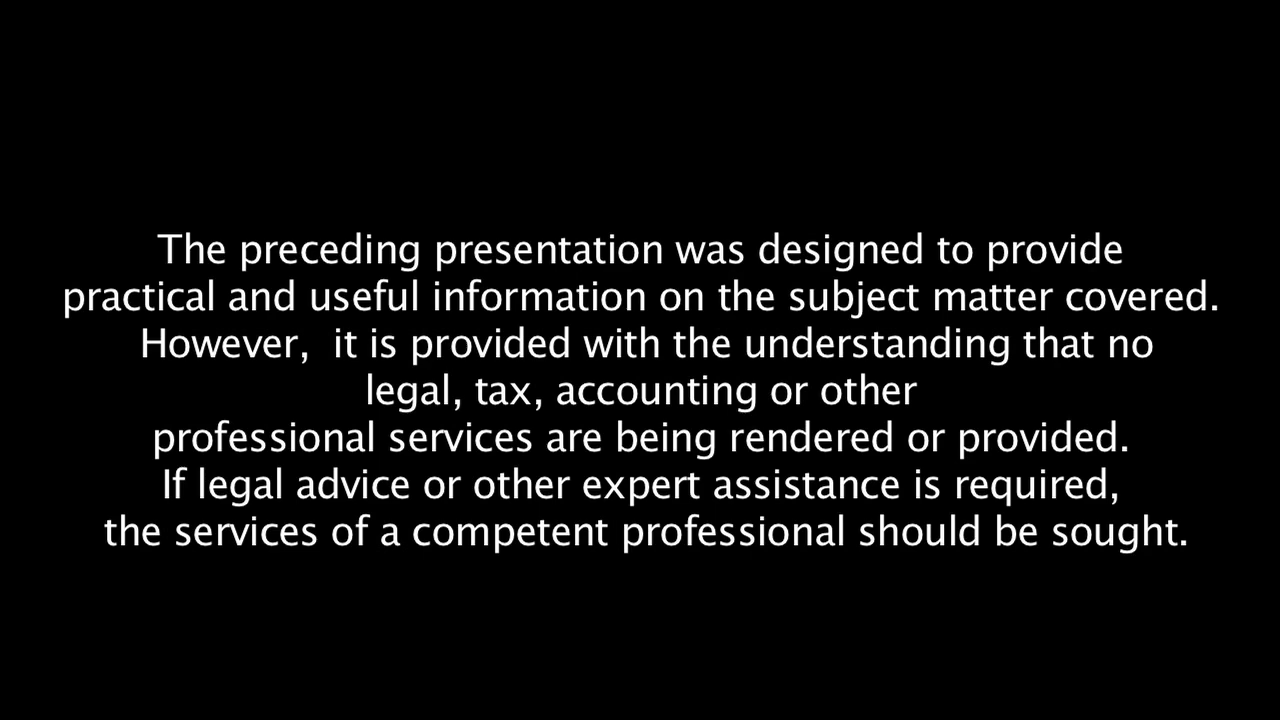 The preceding presentation was designed to provide
practical and useful information on the subject matter covered.
However,  it is provided with the understanding that no
legal, tax, accounting or other
professional services are being rendered or provided.
If legal advice or other expert assistance is required,
the services of a competent professional should be sought.